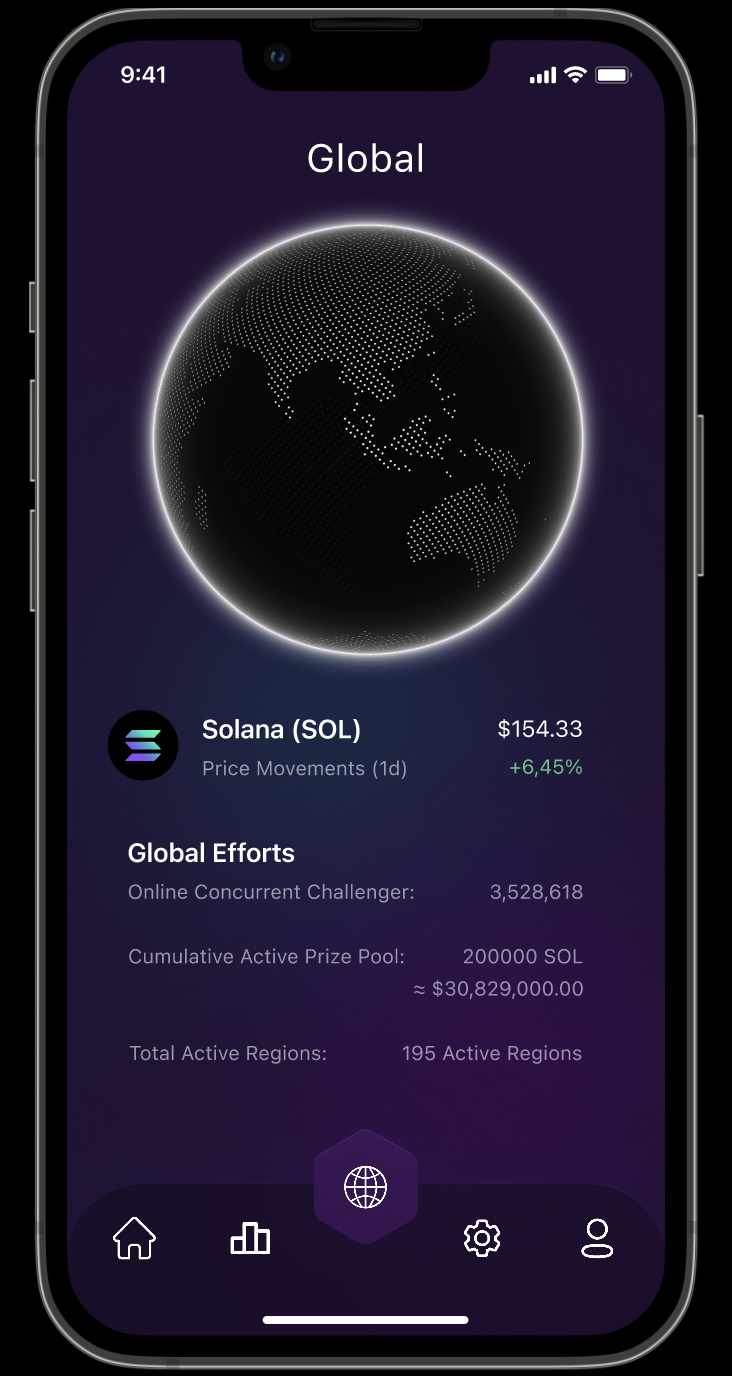 9:41
Global
Solana (SOL) $154.33
Price Movements (1d) +6,45%
Global Efforts
Online Concurrent Challenger: 3,528,618
Cumulative Active Prize Pool: 200000 SOL
≈ $30,829,000.00
Total Active Regions: 195 Active Regions